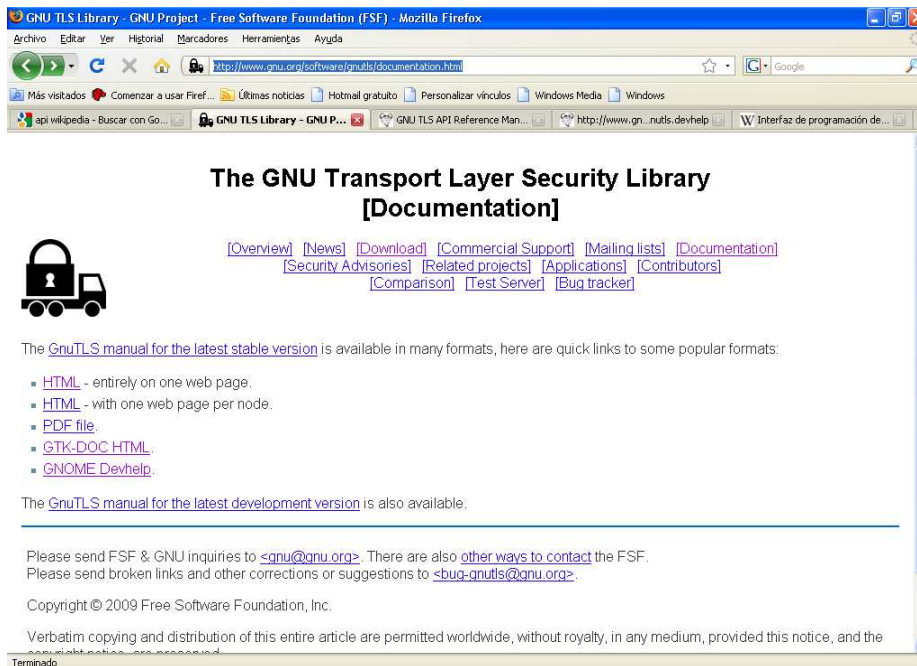 GNU TLS Library - GNU Project - Free Software Foundation (FSF) - Mozilla Firefox
Archivo Editar Ver Historial Marcadores Herramientas Ayuda
http://www.gnu.org/software/gnutls/documentation.html
G Google
Más visitados Comenzar a usar Firef... Últimas noticias Hotmail gratuito Personalizar vínculos Windows Media Windows
api wikipedia - Buscar con Go... GNU TLS Library - GNU P... GNU TLS API Reference Man... http://www.gn...nutls.devhelp W Interfaz de programación de...
The GNU Transport Layer Security Library
[Documentation]
[Overview] [News] [Download] [Commercial Support] [Mailing lists] [Documentation]
[Security Advisories] [Related projects] [Applications] [Contributors]
[Comparison] [Test Server] [Bug tracker]
The GnuTLS manual for the latest stable version is available in many formats, here are quick links to some popular formats:
HTML - entirely on one web page.
HTML - with one web page per node.
PDF file.
GTK-DOC HTML.
GNOME Devhelp.
The GnuTLS manual for the latest development version is also available.
Please send FSF & GNU inquiries to <gnu@gnu.org>. There are also other ways to contact the FSF.
Please send broken links and other corrections or suggestions to <bug-gnutls@gnu.org>.
Copyright © 2009 Free Software Foundation, Inc.
Verbatim copying and distribution of this entire article are permitted worldwide, without royalty, in any medium, provided this notice, and the
copyright notice, are preserved.
Terminado